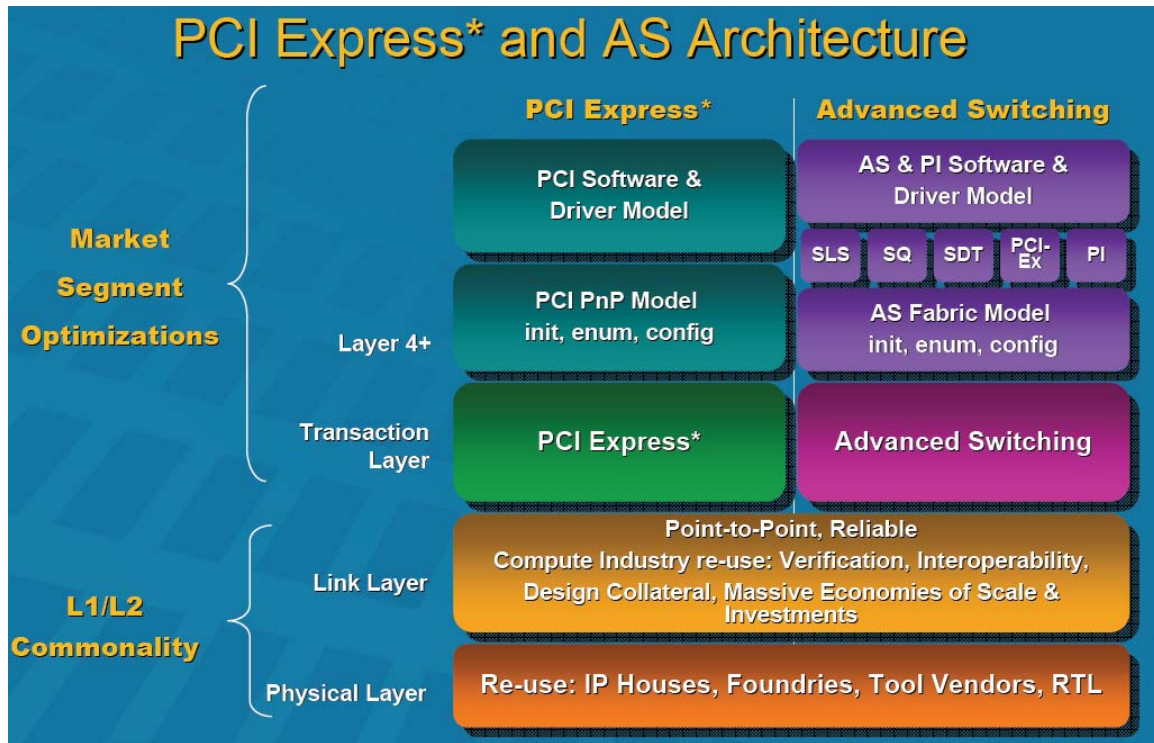 PCI Express* and AS Architecture
PCI Express*
Advanced Switching
Market
Segment
Optimizations
PCI Software &
Driver Model
AS & PI Software &
Driver Model
SLS
SQ
SDT
PCI-
Ex
PI
Layer 4+
PCI PnP Model
init, enum, config
AS Fabric Model
init, enum, config
Transaction
Layer
PCI Express*
Advanced Switching
L1/L2
Commonality
Link Layer
Point-to-Point, Reliable
Compute Industry re-use: Verification, Interoperability,
Design Collateral, Massive Economies of Scale &
Investments
Physical Layer
Re-use: IP Houses, Foundries, Tool Vendors, RTL